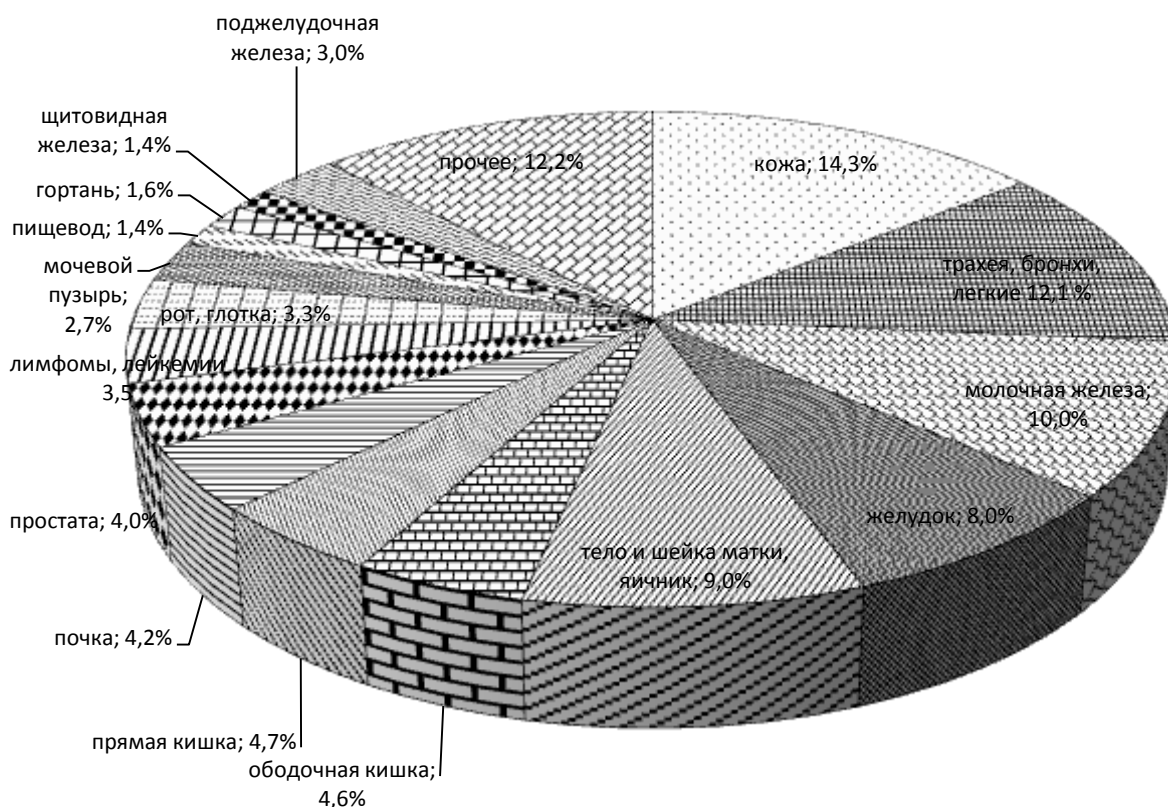 поджелудочная
железа; 3,0%
щитовидная
железа; 1,4%
гортань; 1,6%
пищевод; 1,4%
мочевой
пузырь;
2,7%
рот, глотка; 3,3%
лимфомы, лейкемии
3,5
простата; 4,0%
почка; 4,2%
прямая кишка; 4,7%
ободочная кишка;
4,6%
тело и шейка матки,
яичник; 9,0%
желудок; 8,0%
молочная железа;
10,0%
трахея, бронхи,
легкие 12,1 %
кожа; 14,3%
прочее; 12,2%